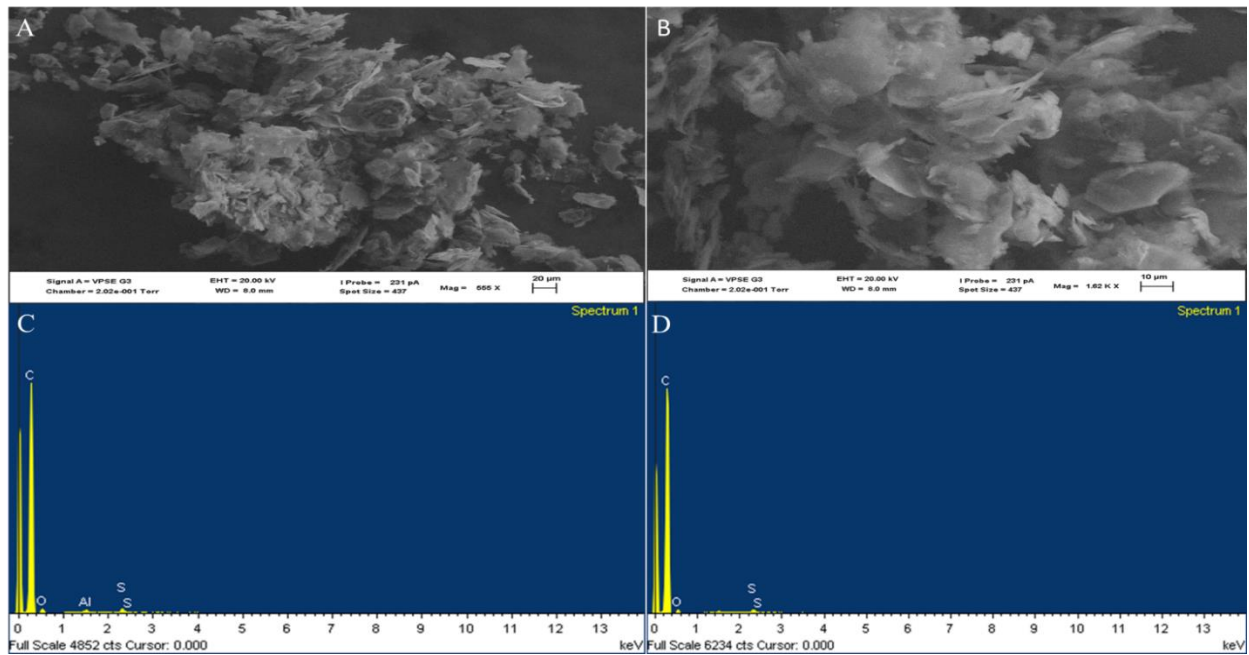 A
Signal A = VPSE G3 EHT = 20.00 kV I Probe = 231 pA Mag = 555 X 20 µm
Chamber = 2.02e-001 Torr WD = 8.0 mm Spot Size = 437
B
Signal A = VPSE G3 EHT = 20.00 kV I Probe = 231 pA Mag = 1.62 K X 10 µm
Chamber = 2.02e-001 Torr WD = 8.0 mm Spot Size = 437
C Spectrum 1
C
S
O Al S
0 1 2 3 4 5 6 7 8 9 10 11 12 13
Full Scale 4852 cts Cursor: 0.000 keV
D Spectrum 1
C
S
O S
0 1 2 3 4 5 6 7 8 9 10 11 12 13
Full Scale 6234 cts Cursor: 0.000 keV